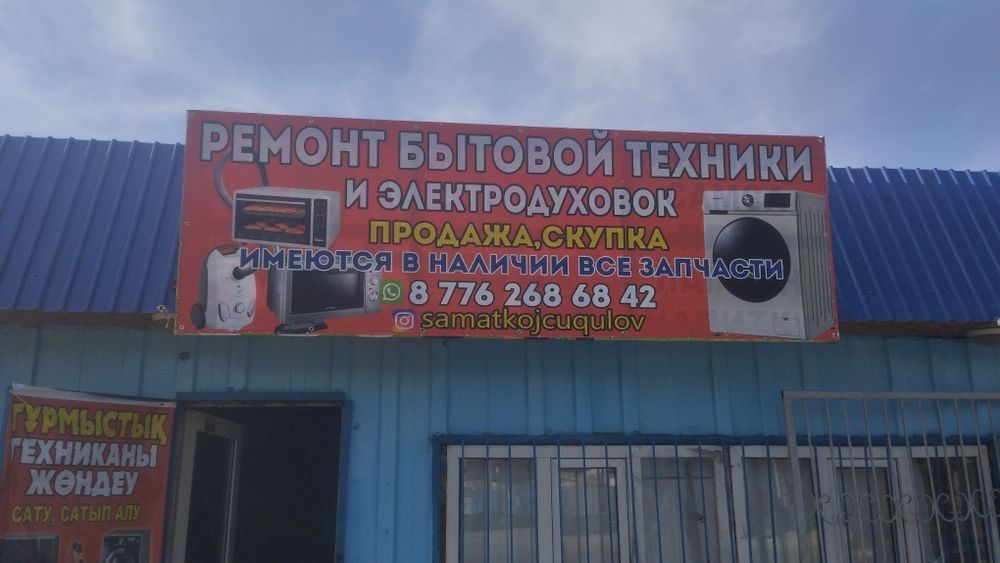 РЕМОНТ БЫТОВОЙ ТЕХНИКИ
И ЭЛЕКТРОДУХОВОК
ПРОДАЖА,СКУПКА
ИМЕЮТСЯ В НАЛИЧИИ ВСЕ ЗАПЧАСТИ
8 776 268 68 42
samatkojcuqulov
ТҰРМЫСТЫҚ
ТЕХНИКАНЫ
ЖӨНДЕУ
САТУ, САТЫП АЛУ